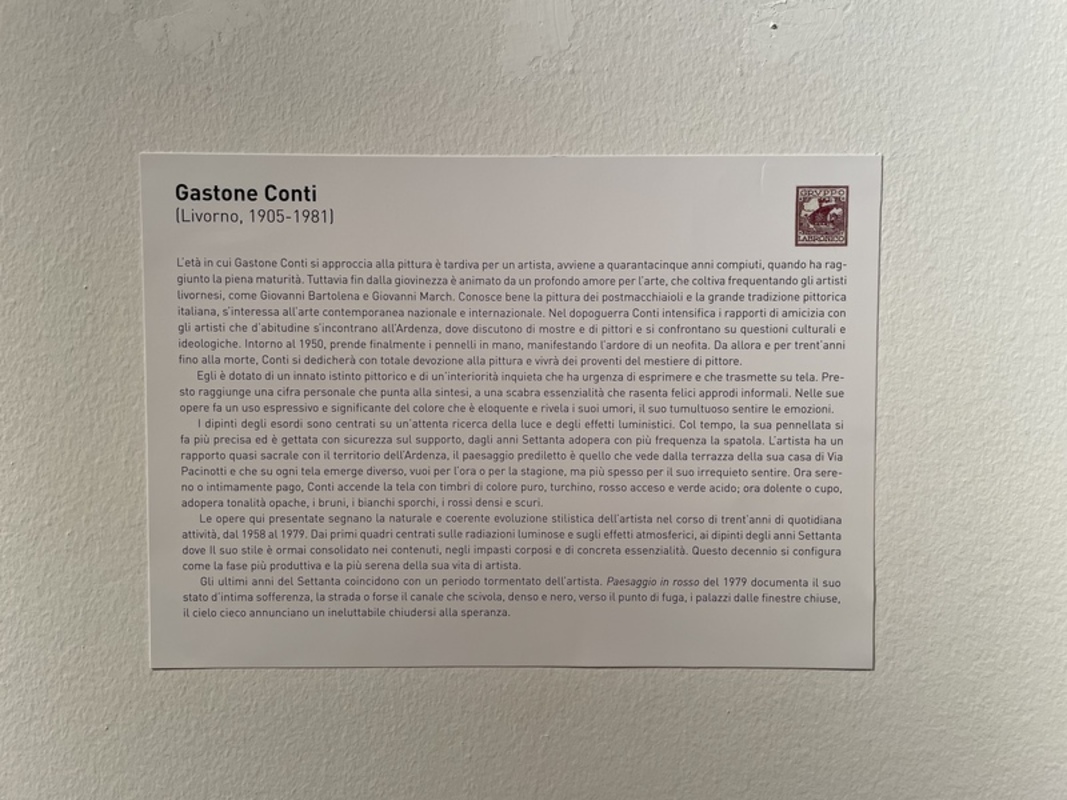 Gastone Conti
(Livorno, 1905-1981)
GRVPPO
LABRONICO
L'età in cui Gastone Conti si approccia alla pittura è tardiva per un artista, avviene a quarantacinque anni compiuti, quando ha rag-
giunto la piena maturità. Tuttavia fin dalla giovinezza è animato da un profondo amore per l'arte, che coltiva frequentando gli artisti
livornesi, come Giovanni Bartolena e Giovanni March. Conosce bene la pittura dei postmacchiaioli e la grande tradizione pittorica
italiana, s'interessa all'arte contemporanea nazionale e internazionale. Nel dopoguerra Conti intensifica i rapporti di amicizia con
gli artisti che d'abitudine s'incontrano all'Ardenza, dove discutono di mostre e di pittori e si confrontano su questioni culturali e
ideologiche. Intorno al 1950, prende finalmente i pennelli in mano, manifestando l'ardore di un neofita. Da allora e per trent'anni
fino alla morte, Conti si dedicherà con totale devozione alla pittura e vivrà dei proventi del mestiere di pittore.
Egli è dotato di un innato istinto pittorico e di un'interiorità inquieta che ha urgenza di esprimere e che trasmette su tela. Pre-
sto raggiunge una cifra personale che punta alla sintesi, a una scabra essenzialità che rasenta felici approdi informali. Nelle sue
opere fa un uso espressivo e significante del colore che è eloquente e rivela i suoi umori, il suo tumultuoso sentire le emozioni.
I dipinti degli esordi sono centrati su un'attenta ricerca della luce e degli effetti luministici. Col tempo, la sua pennellata si
fa più precisa ed è gettata con sicurezza sul supporto, dagli anni Settanta adopera con più frequenza la spatola. L'artista ha un
rapporto quasi sacrale con il territorio dell'Ardenza, il paesaggio prediletto è quello che vede dalla terrazza della sua casa di Via
Pacinotti e che su ogni tela emerge diverso, vuoi per l'ora o per la stagione, ma più spesso per il suo irrequieto sentire. Ora sere-
no o intimamente pago, Conti accende la tela con timbri di colore puro, turchino, rosso acceso e verde acido; ora dolente o cupo,
adopera tonalità opache, i bruni, i bianchi sporchi, i rossi densi e scuri.
Le opere qui presentate segnano la naturale e coerente evoluzione stilistica dell'artista nel corso di trent'anni di quotidiana
attività, dal 1958 al 1979. Dai primi quadri centrati sulle radiazioni luminose e sugli effetti atmosferici, ai dipinti degli anni Settanta
dove Il suo stile è ormai consolidato nei contenuti, negli impasti corposi e di concreta essenzialità. Questo decennio si configura
come la fase più produttiva e la più serena della sua vita di artista.
Gli ultimi anni del Settanta coincidono con un periodo tormentato dell'artista. Paesaggio in rosso del 1979 documenta il suo
stato d'intima sofferenza, la strada o forse il canale che scivola, denso e nero, verso il punto di fuga, i palazzi dalle finestre chiuse,
il cielo cieco annunciano un ineluttabile chiudersi alla speranza.